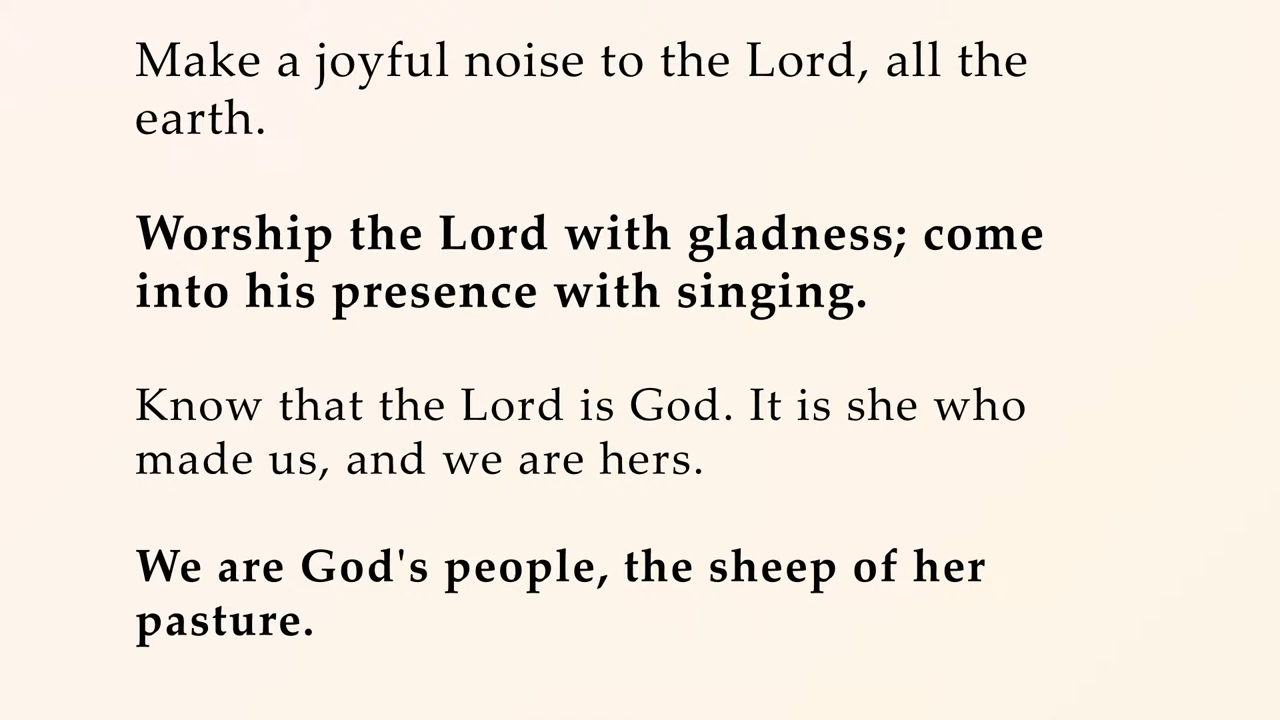 Make a joyful noise to the Lord, all the
earth.
Worship the Lord with gladness; come
into his presence with singing.
Know that the Lord is God. It is she who
made us, and we are hers.
We are God's people, the sheep of her
pasture.